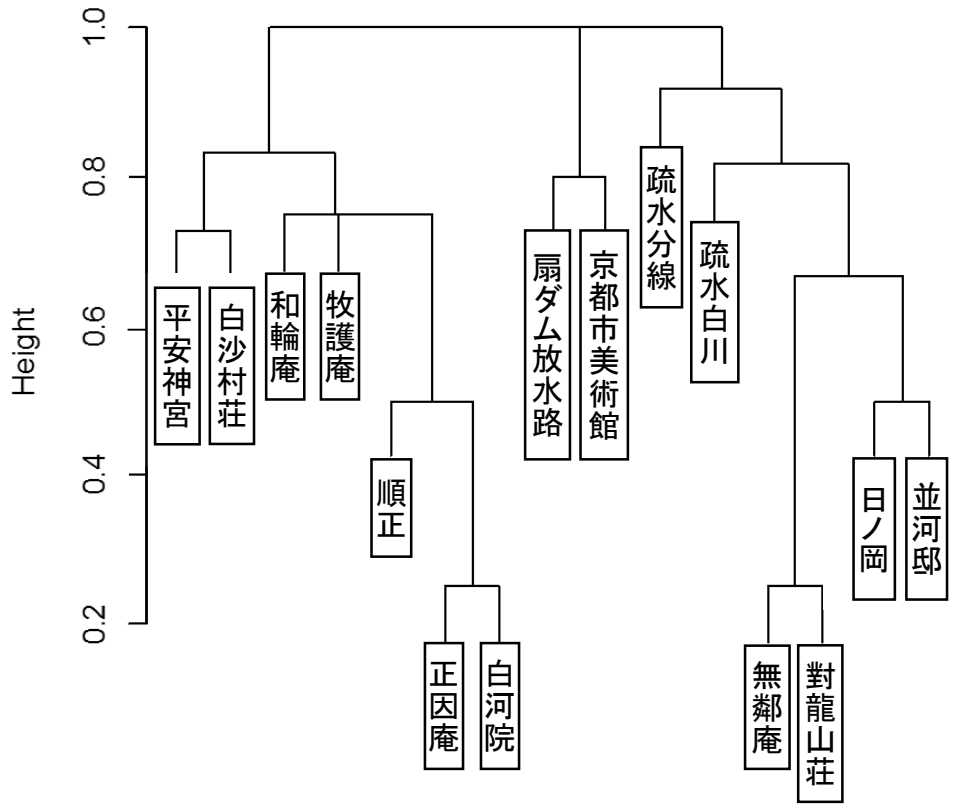 Height
1.0
0.8
0.6
0.4
0.2
平安神宮
白沙村荘
和輪庵
牧護庵
順正
正因庵
白河院
扇ダム放水路
京都市美術館
疏水分線
疏水白川
無鄰庵
對龍山荘
日ノ岡
並河邸